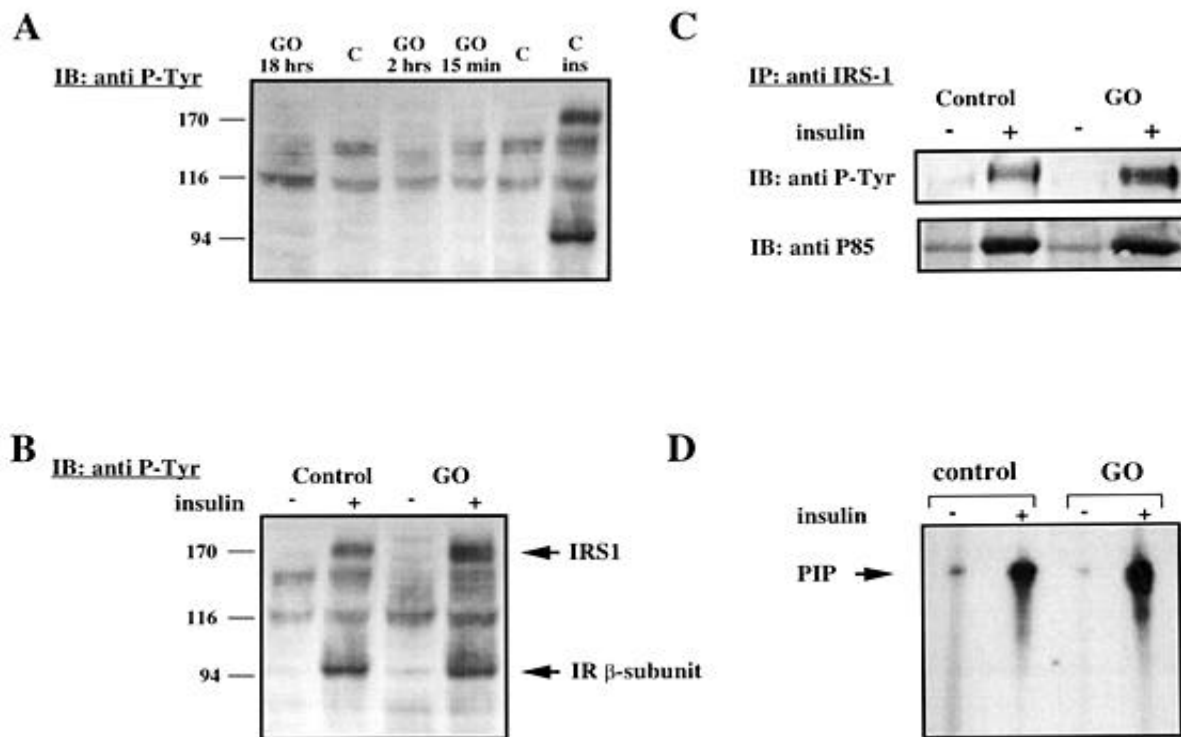 A
GO 18 hrs C GO 2 hrs GO 15 min C C ins
IB: anti P-Tyr
170
116
94
C
IP: anti IRS-1
Control GO
insulin - + - +
IB: anti P-Tyr
IB: anti P85
B
IB: anti P-Tyr
Control GO
insulin - + - +
170
IRS1
116
94
IR β-subunit
D
control GO
insulin - + - +
PIP